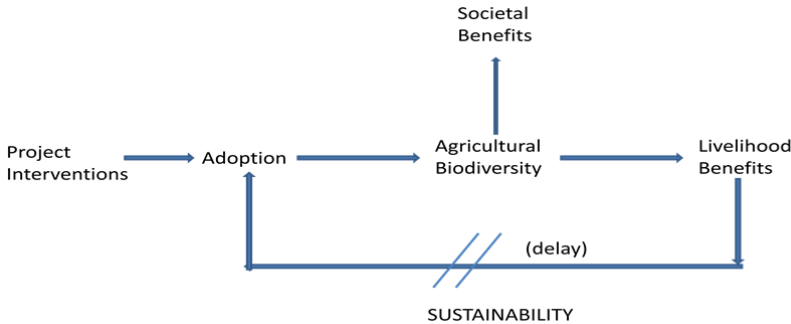 Societal
Benefits
Project
Interventions
Adoption
Agricultural
Biodiversity
Livelihood
Benefits
(delay)
SUSTAINABILITY